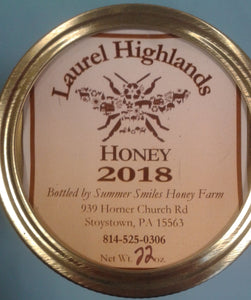 Laurel Highlands
HONEY
2018
Bottled by Summer Smiles Honey Farm
939 Horner Church Rd
Stoystown, PA 15563
814-525-0306
Net Wt. 22 oz.